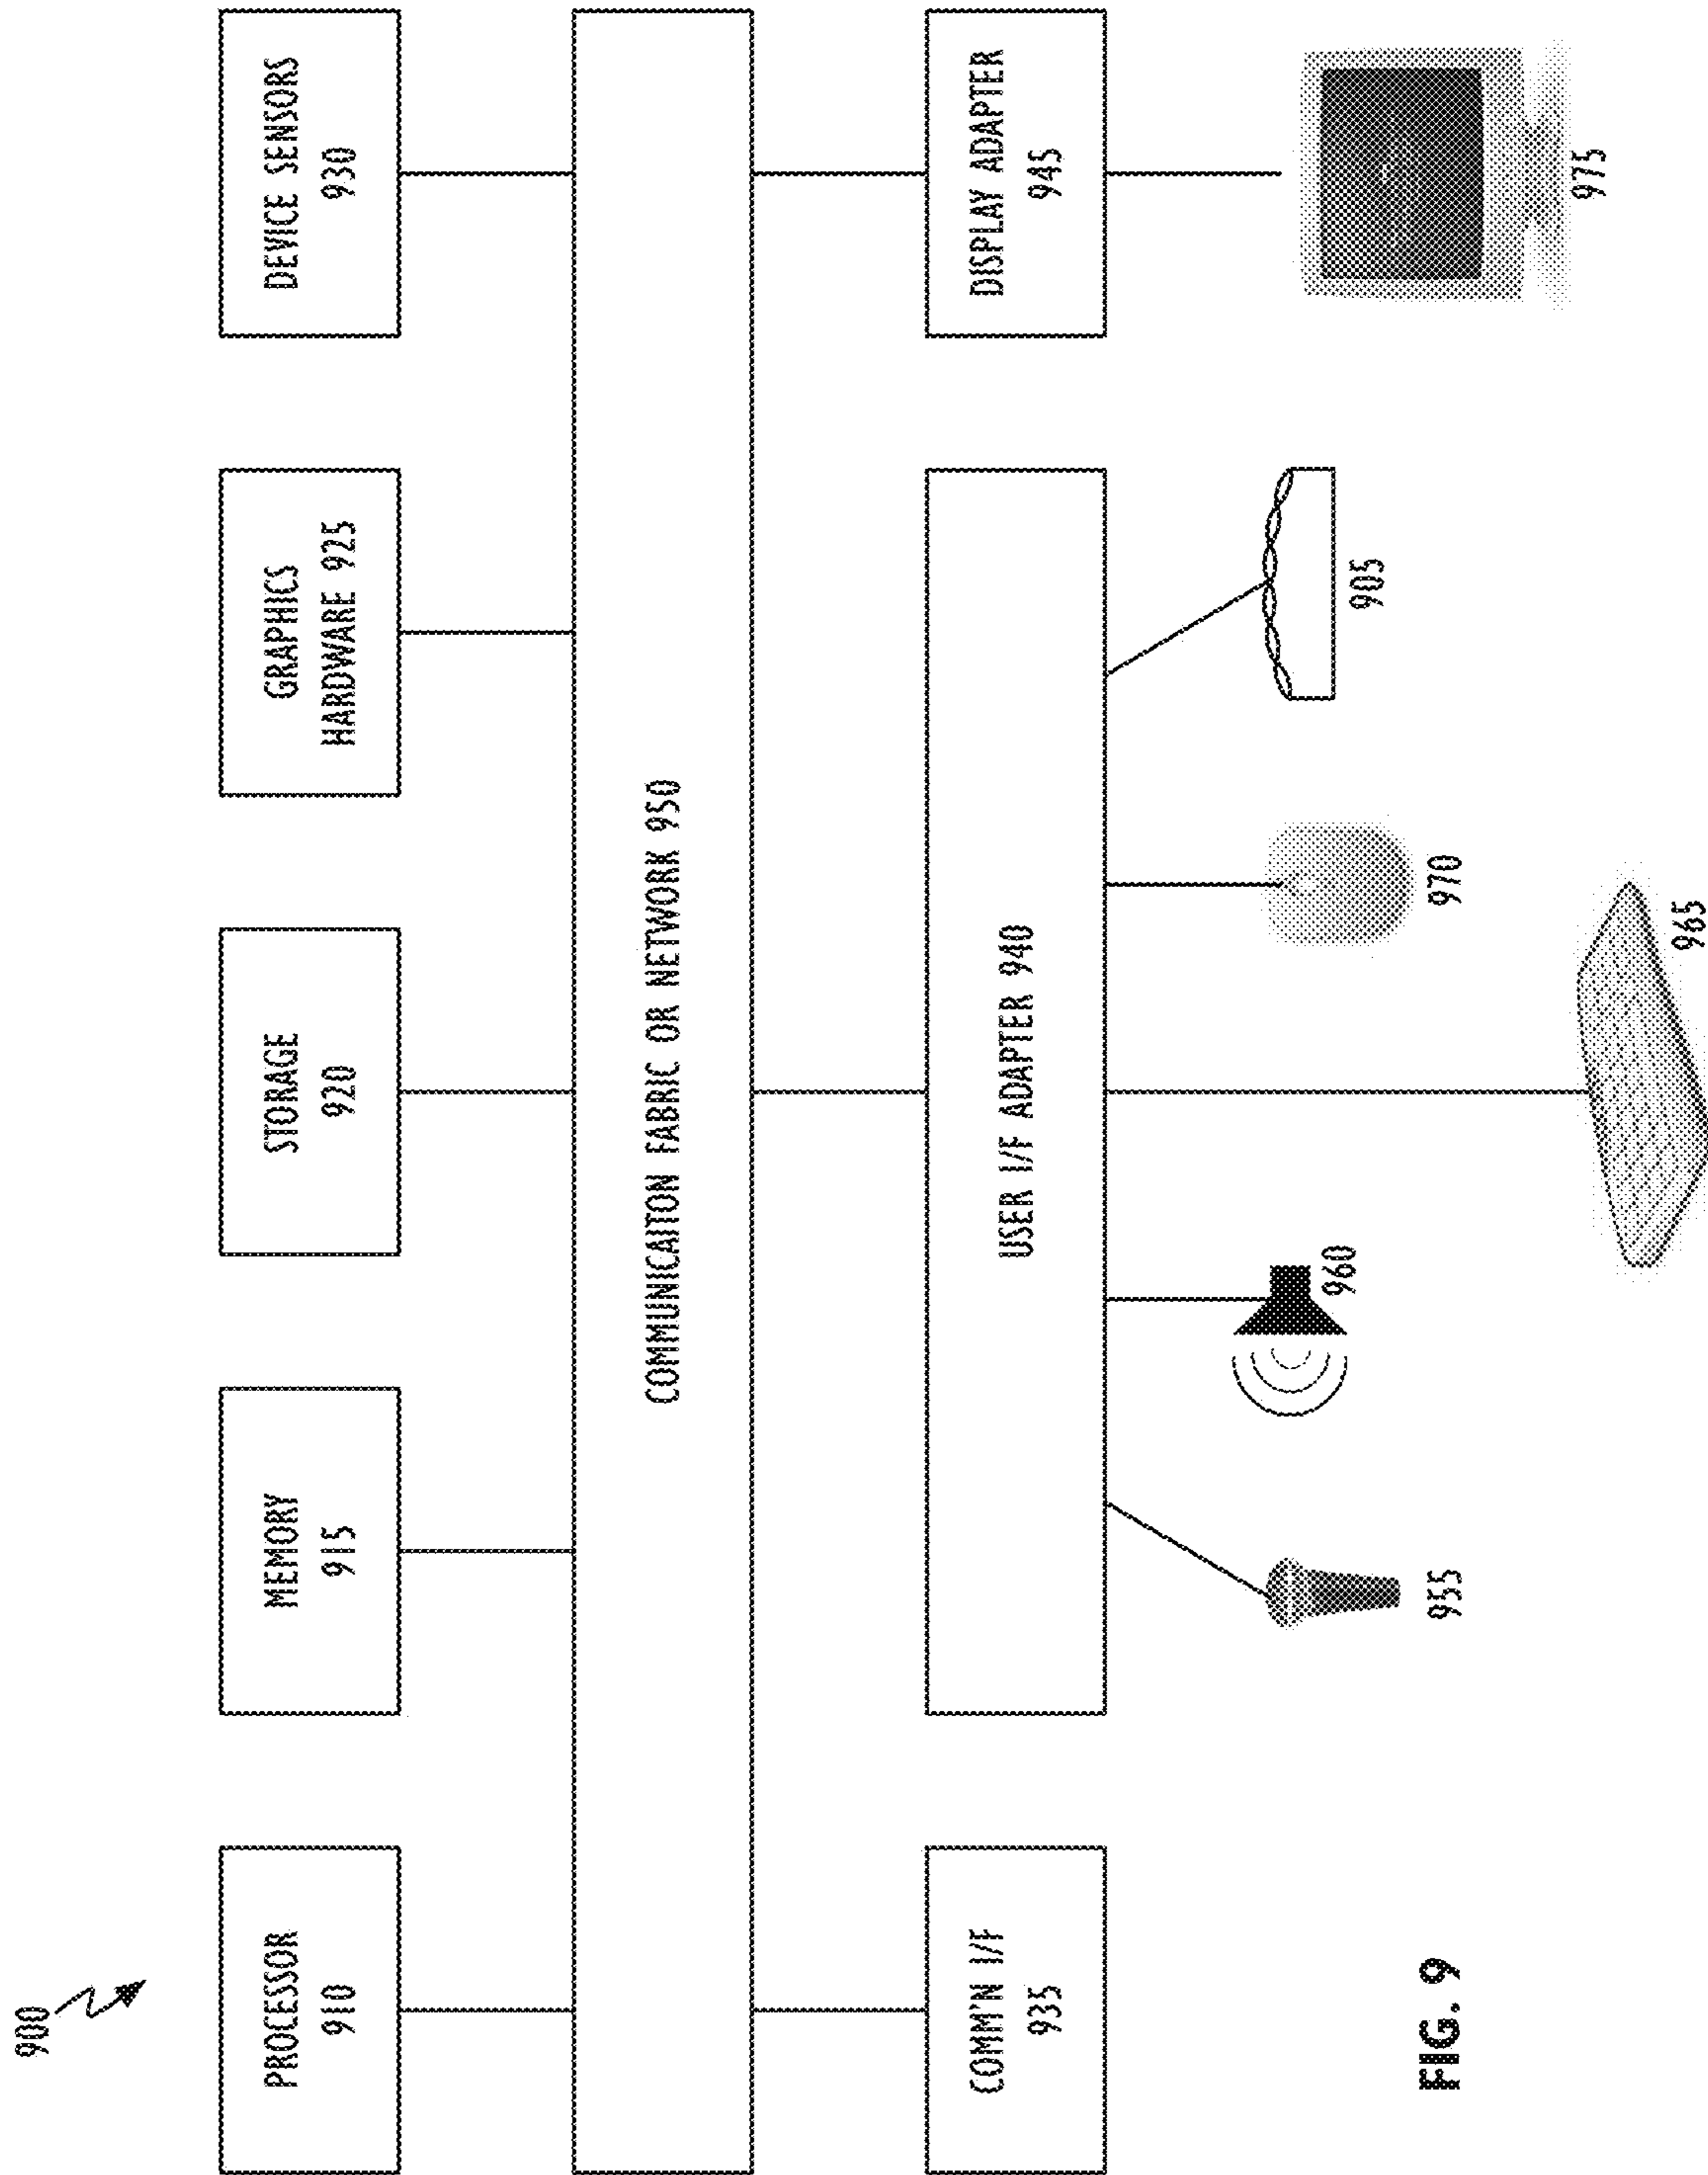 900
PROCESSOR
910
MEMORY
915
STORAGE
920
GRAPHICS
HARDWARE 925
DEVICE SENSORS
930
COMMUNICAITON FABRIC OR NETWORK 950
COMM'N I/F
935
USER I/F ADAPTER 940
DISPLAY ADAPTER
945
955
960
965
970
905
975
FIG. 9